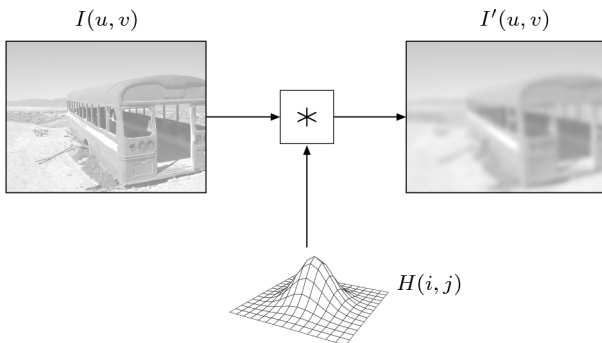 I(u, v)
I′(u, v)
∗
H(i, j)